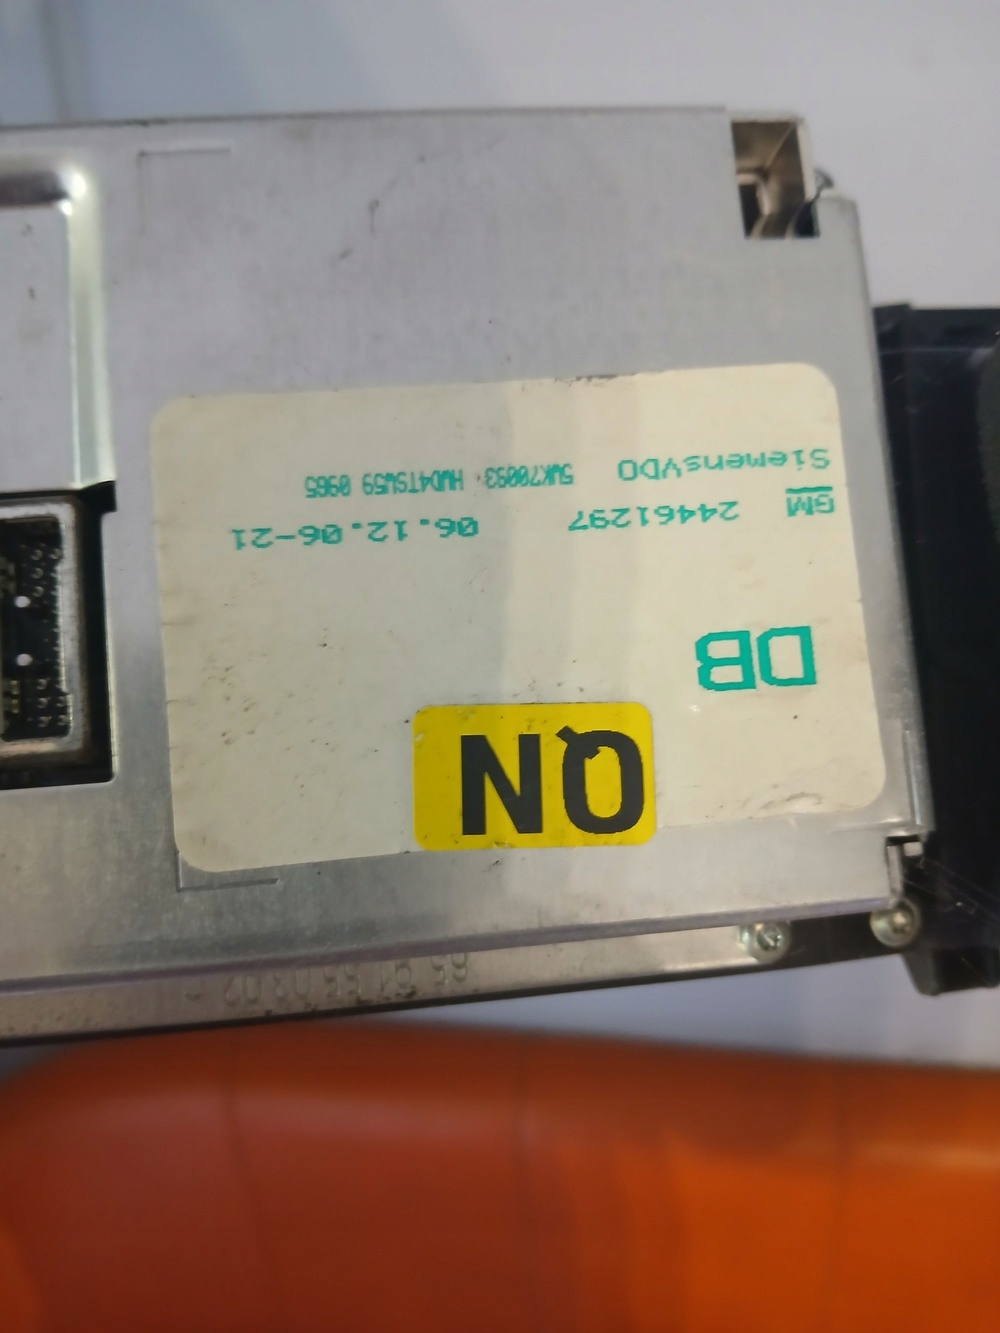 QN
DB
GM 24461297 06.12.06-21
SiemensVDO 5WK70093 HWD4TSW59 0965